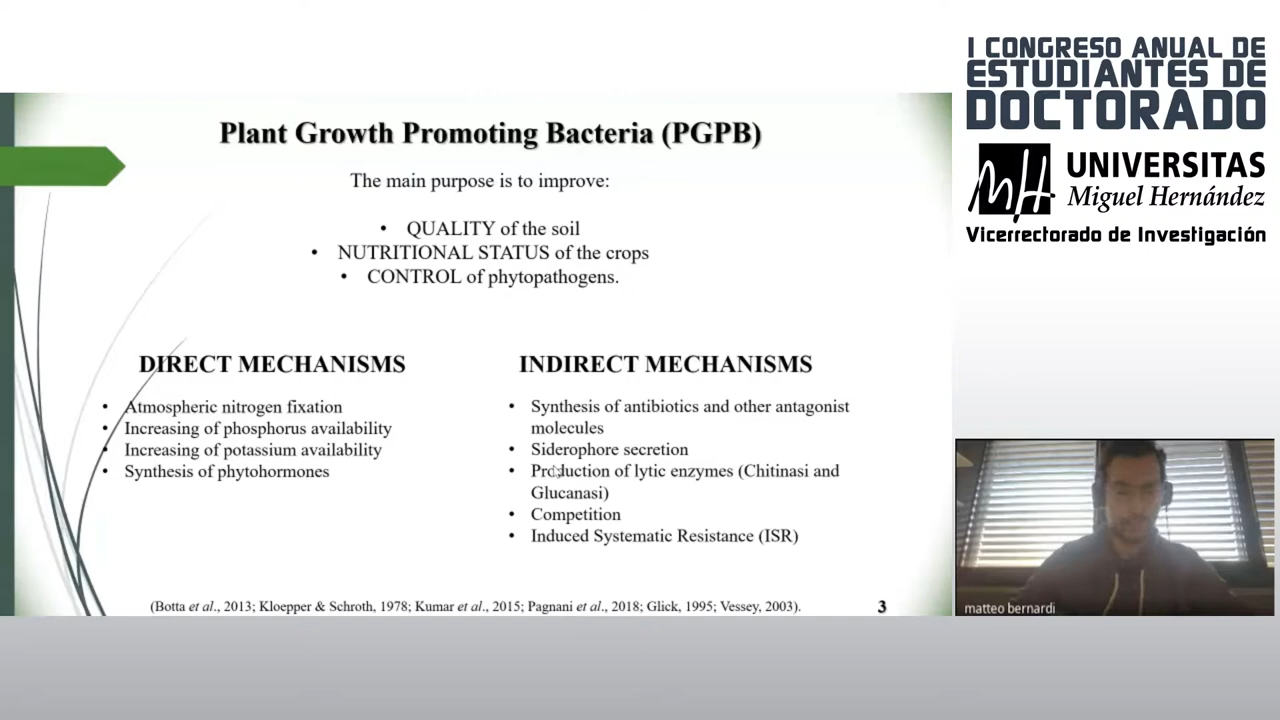 Plant Growth Promoting Bacteria (PGPB)
The main purpose is to improve:
• QUALITY of the soil
• NUTRITIONAL STATUS of the crops
• CONTROL of phytopathogens.
DIRECT MECHANISMS
• Atmospheric nitrogen fixation
• Increasing of phosphorus availability
• Increasing of potassium availability
• Synthesis of phytohormones
INDIRECT MECHANISMS
• Synthesis of antibiotics and other antagonist
molecules
• Siderophore secretion
• Production of lytic enzymes (Chitinasi and
Glucanasi)
• Competition
• Induced Systematic Resistance (ISR)
(Botta et al., 2013; Kloepper & Schroth, 1978; Kumar et al., 2015; Pagnani et al., 2018; Glick, 1995; Vessey, 2003).
3
I CONGRESO ANUAL DE
ESTUDIANTES DE
DOCTORADO
MH
UNIVERSITAS
Miguel Hernández
Vicerrectorado de Investigación
matteo bernardi